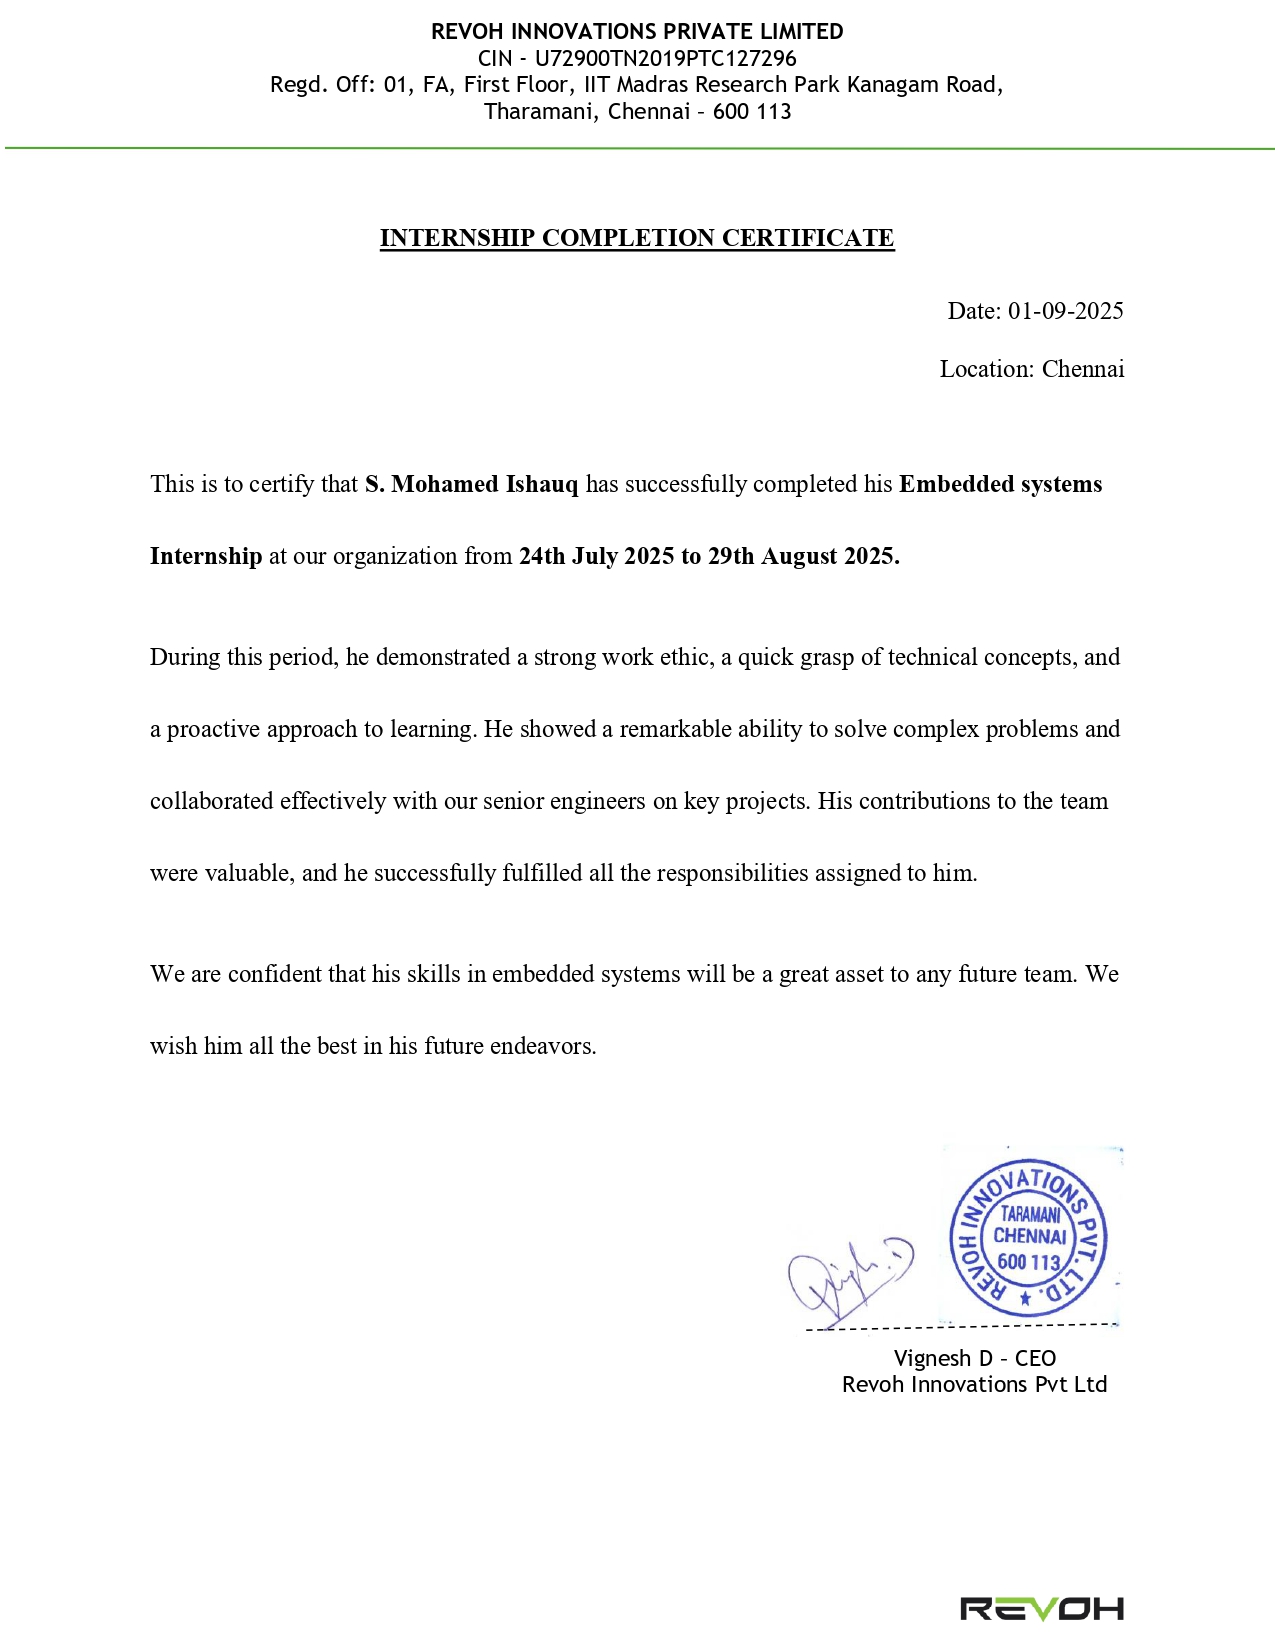 REVOH INNOVATIONS PRIVATE LIMITED
CIN - U72900TN2019PTC127296
Regd. Off: 01, FA, First Floor, IIT Madras Research Park Kanagam Road,
Tharamani, Chennai – 600 113
INTERNSHIP COMPLETION CERTIFICATE
Date: 01-09-2025
Location: Chennai
This is to certify that S. Mohamed Ishauq has successfully completed his Embedded systems
Internship at our organization from 24th July 2025 to 29th August 2025.
During this period, he demonstrated a strong work ethic, a quick grasp of technical concepts, and
a proactive approach to learning. He showed a remarkable ability to solve complex problems and
collaborated effectively with our senior engineers on key projects. His contributions to the team
were valuable, and he successfully fulfilled all the responsibilities assigned to him.
We are confident that his skills in embedded systems will be a great asset to any future team. We
wish him all the best in his future endeavors.
REVOH INNOVATIONS PVT. LTD.
TARAMANI
CHENNAI
600 113
Vignesh D – CEO
Revoh Innovations Pvt Ltd
REVOH